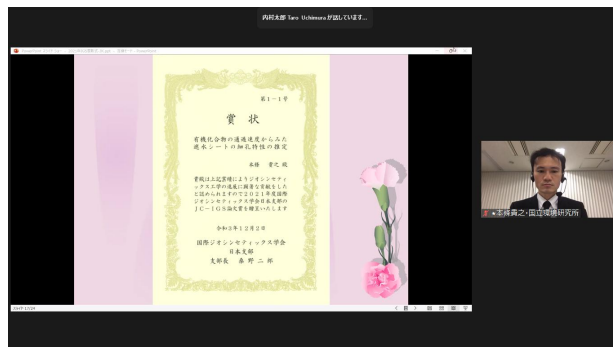 内村太郎 Taro Uchimura が話しています...
第1-1号
賞状
有機化合物の通過速度からみた
遮水シートの細孔特性の推定
本條 貴之 殿
貴殿は上記業績によりジオシンセティ
ックス工学の進展に顕著な貢献をした
と認められますので2021年度国際
ジオシンセティックス学会日本支部の
JC-IGS論文賞を贈呈いたします
令和3年12月2日
国際ジオシンセティックス学会
日本支部
支部長 桑野二郎
国立環境研究所